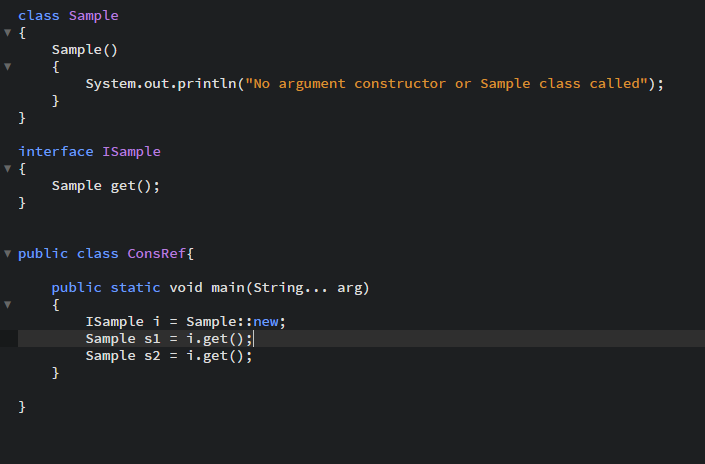 class Sample
{
    Sample()
    {
        System.out.println("No argument constructor or Sample class called");
    }
}
interface ISample
{
    Sample get();
}
public class ConsRef{
    public static void main(String... arg)
    {
        ISample i = Sample::new;
        Sample s1 = i.get();
        Sample s2 = i.get();
    }
}